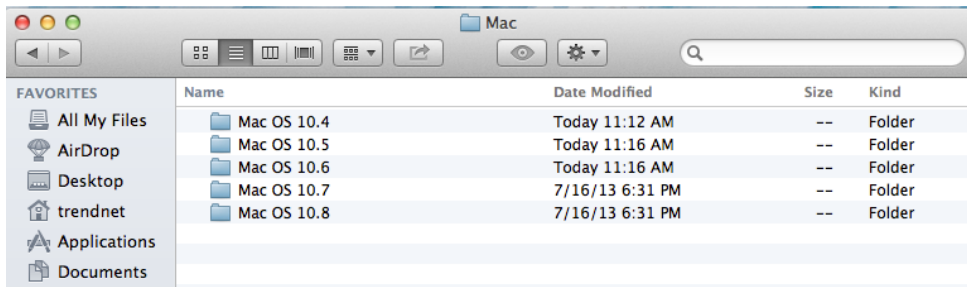 Mac
FAVORITES
All My Files
AirDrop
Desktop
trendnet
Applications
Documents
Name Date Modified Size Kind
Mac OS 10.4 Today 11:12 AM -- Folder
Mac OS 10.5 Today 11:16 AM -- Folder
Mac OS 10.6 Today 11:16 AM -- Folder
Mac OS 10.7 7/16/13 6:31 PM -- Folder
Mac OS 10.8 7/16/13 6:31 PM -- Folder